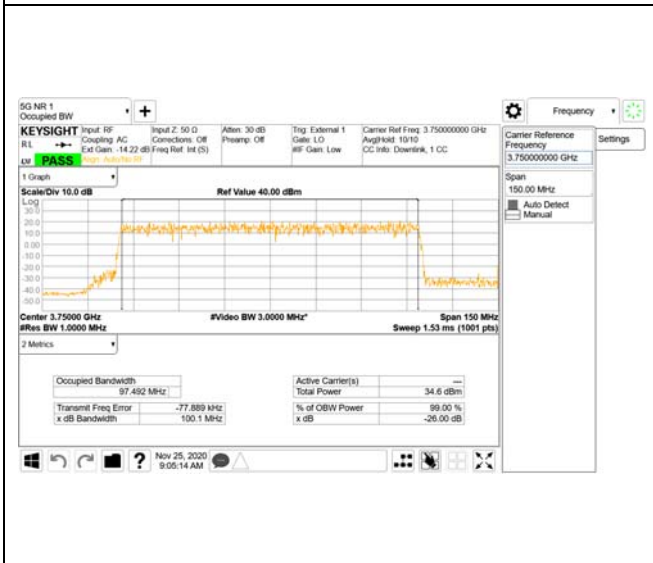 5G NR 1
Occupied BW
Frequency
KEYSIGHT Input: RF Input Z: 50 Ω Atten: 30 dB Trig: External 1 Carrier Ref Freq: 3.750000000 GHz
RL Coupling: AC Corrections: Off Preamp: Off Gate: LO Avg|Hold: 10/10
Ext Gain: -14.22 dB Freq Ref: Int (S) #IF Gain: Low CC Info: Downlink, 1 CC
PASS Align: Auto/No RF
Carrier Reference
Frequency
3.750000000 GHz
Settings
Span
150.00 MHz
Auto Detect
Manual
1 Graph
Scale/Div 10.0 dB Ref Value 40.00 dBm
Log
30.0
20.0
10.0
0.00
-10.0
-20.0
-30.0
-40.0
-50.0
Center 3.75000 GHz #Video BW 3.0000 MHz* Span 150 MHz
#Res BW 1.0000 MHz Sweep 1.53 ms (1001 pts)
2 Metrics
Occupied Bandwidth Active Carrier(s) ---
97.492 MHz Total Power 34.6 dBm
Transmit Freq Error -77.889 kHz % of OBW Power 99.00 %
x dB Bandwidth 100.1 MHz x dB -26.00 dB
Nov 25, 2020
9:05:14 AM